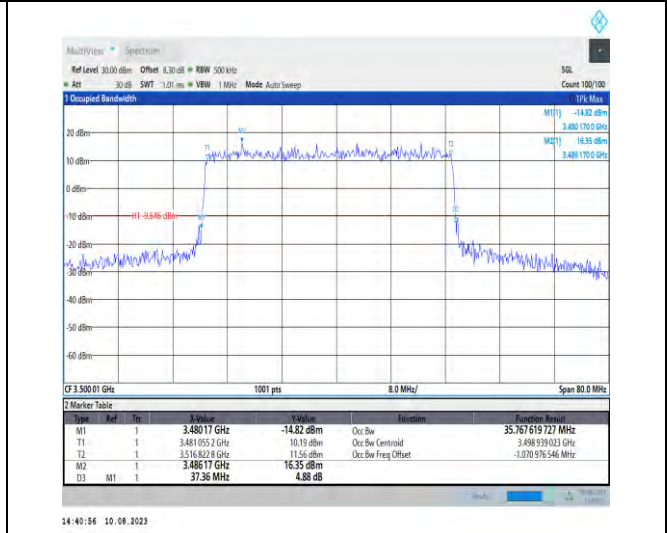 MultiView Spectrum
Ref Level 30.00 dBm Offset 8.30 dB RBW 500 kHz SGL
Att 30 dB SWT 1.01 ms VBW 1 MHz Mode Auto Sweep Count 100/100
1 Occupied Bandwidth 1Pk Max
M1[1] -14.82 dBm
3.480 170 0 GHz
M2[1] 16.35 dBm
3.486 170 0 GHz
20 dBm
M2
T1
T2
10 dBm
0 dBm
-10 dBm
H1 -9.646 dBm
M1
D3
-20 dBm
-30 dBm
-40 dBm
-50 dBm
-60 dBm
CF 3.500 01 GHz 1001 pts 8.0 MHz/ Span 80.0 MHz
2 Marker Table
Type Ref Trc X-Value Y-Value Function Function Result
M1 1 3.48017 GHz -14.82 dBm Occ Bw 35.767 619 727 MHz
T1 1 3.481 055 2 GHz 10.19 dBm Occ Bw Centroid 3.498 939 023 GHz
T2 1 3.516 822 8 GHz 11.56 dBm Occ Bw Freq Offset -1.070 976 546 MHz
M2 1 3.48617 GHz 16.35 dBm
D3 M1 1 37.36 MHz 4.88 dB
14:40:56 10.08.2023